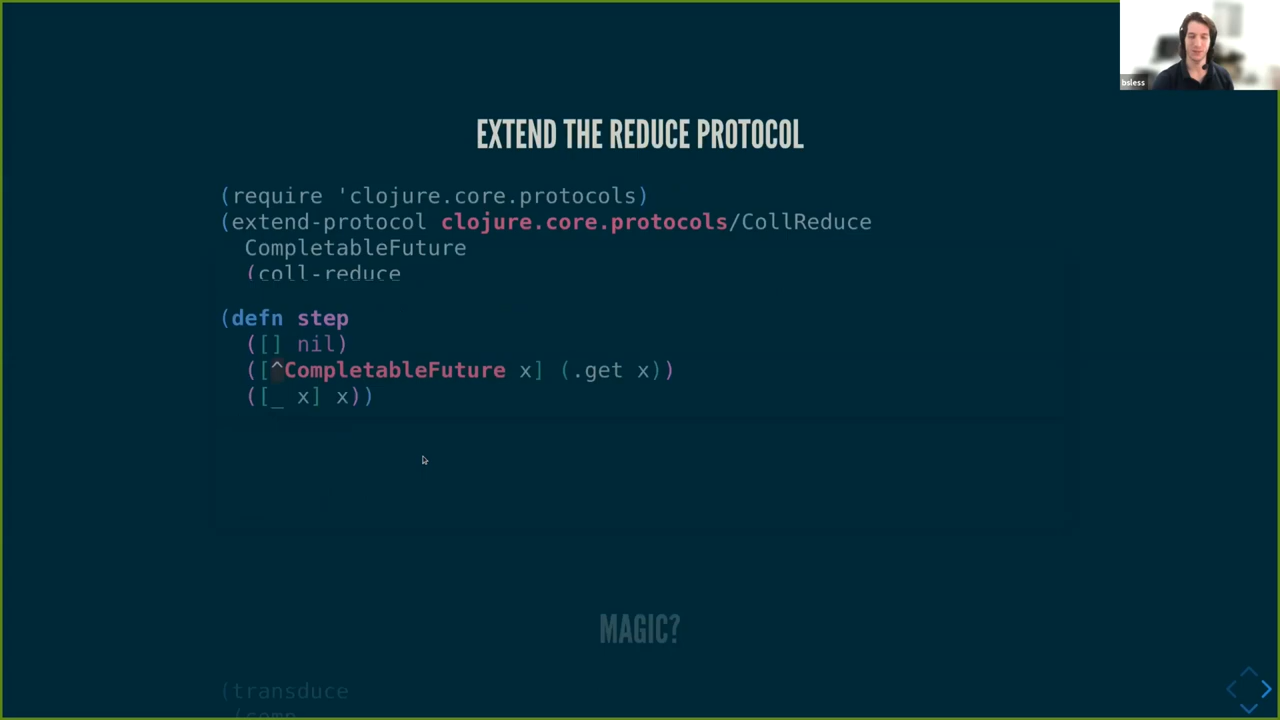 bsless
EXTEND THE REDUCE PROTOCOL
(require 'clojure.core.protocols)
(extend-protocol clojure.core.protocols/CollReduce
CompletableFuture
(coll-reduce
(defn step
([] nil)
([^CompletableFuture x] (.get x))
([_ x] x))
MAGIC?
(transduce
(comp